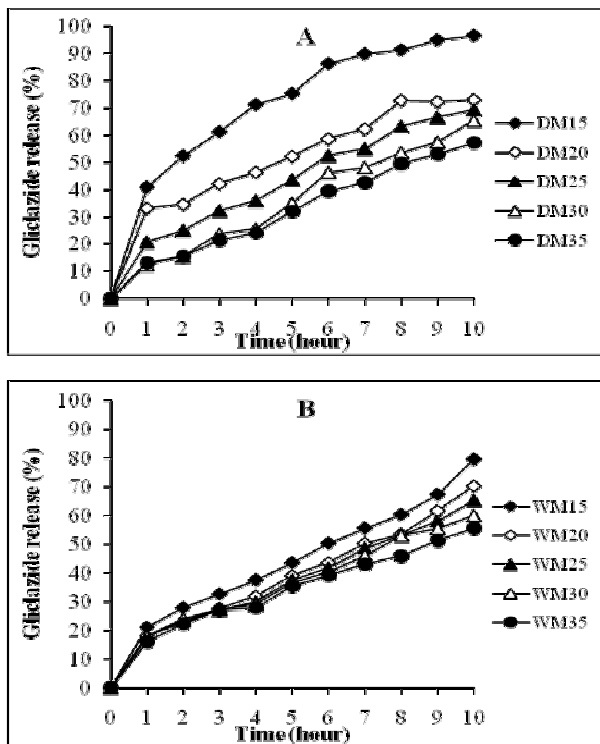 A
Gliclazide release (%)
100
90
80
70
60
50
40
30
20
10
0
0 1 2 3 4 5 6 7 8 9 10
Time (hour)
DM15
DM20
DM25
DM30
DM35
B
Gliclazide release (%)
100
90
80
70
60
50
40
30
20
10
0
0 1 2 3 4 5 6 7 8 9 10
Time (hour)
WM15
WM20
WM25
WM30
WM35